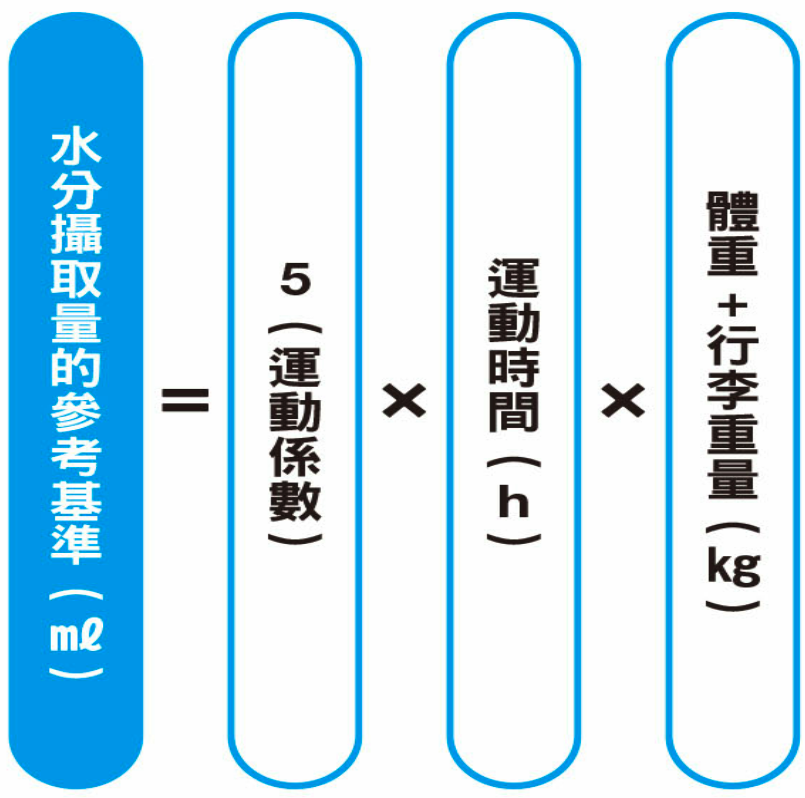 水分攝取量的參考基準（㎖）
=
5（運動係數）
×
運動時間（h）
×
體重+行李重量（kg）